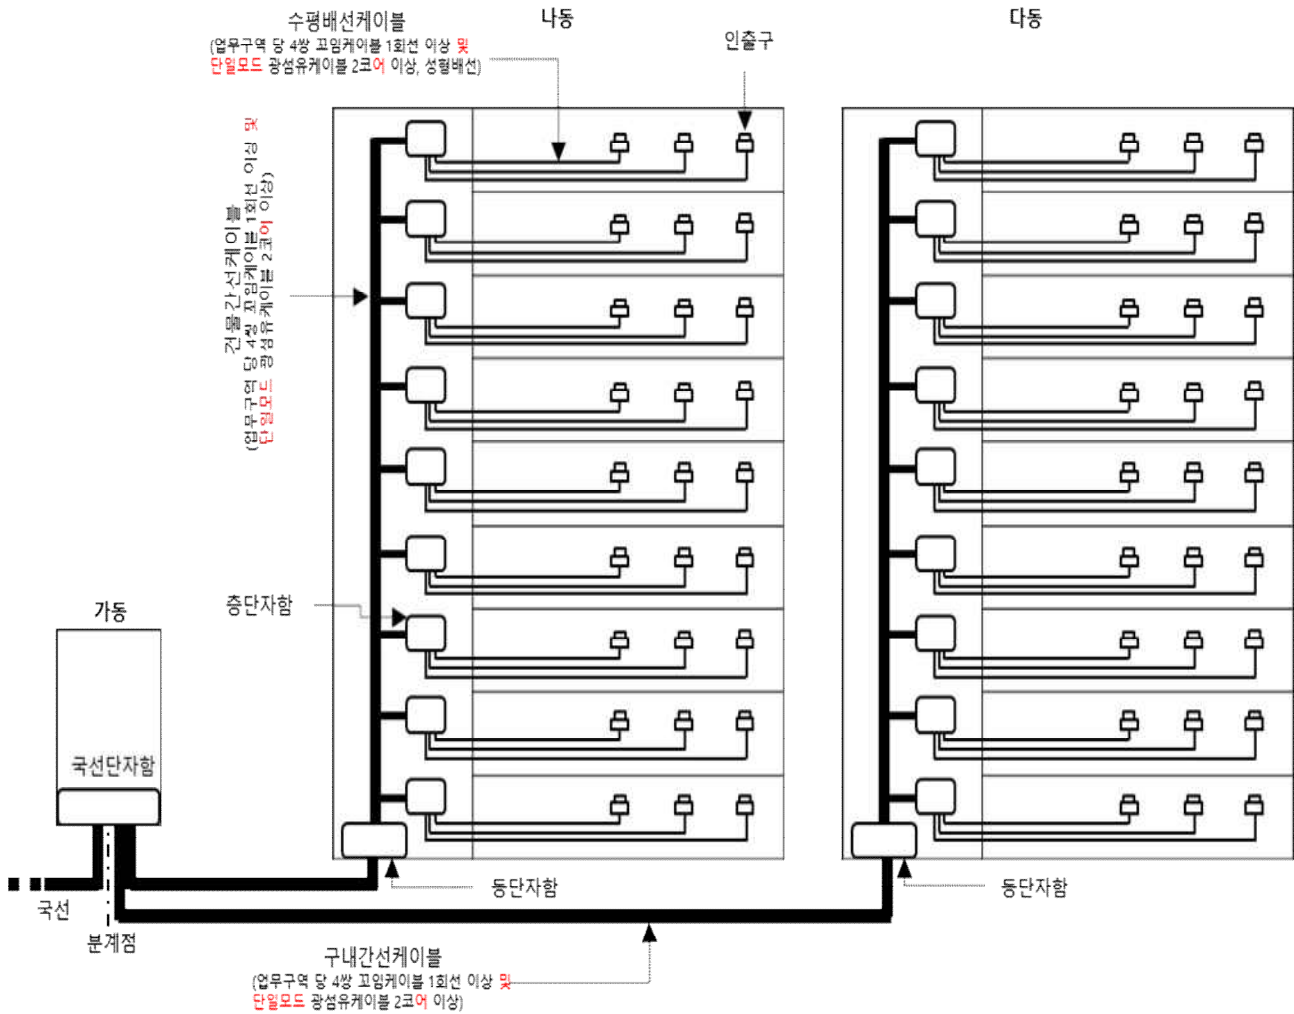 수평배선케이블
(업무구역 당 4쌍 꼬임케이블 1회선 이상 및
단일모드 광섬유케이블 2코어 이상, 성형배선)
나동
다동
인출구
건물간선케이블
(업무구역 당 4쌍 꼬임케이블 1회선 이상 및
단일모드 광섬유케이블 2코어 이상)
층단자함
가동
국선단자함
국선
분계점
동단자함
동단자함
구내간선케이블
(업무구역 당 4쌍 꼬임케이블 1회선 이상 및
단일모드 광섬유케이블 2코어 이상)